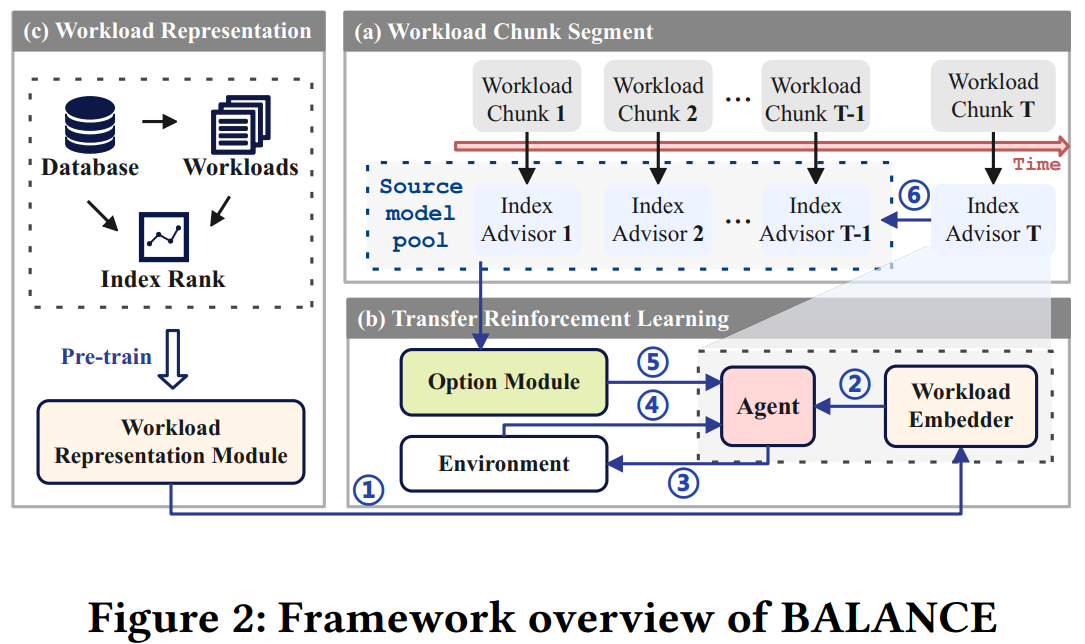 (c) Workload Representation
Database
Workloads
Index Rank
Pre-train
Workload
Representation Module
(a) Workload Chunk Segment
Workload
Chunk 1
Workload
Chunk 2
...
Workload
Chunk T-1
Workload
Chunk T
Time
Source
model
pool
Index
Advisor 1
Index
Advisor 2
...
Index
Advisor T-1
⑥
Index
Advisor T
(b) Transfer Reinforcement Learning
Option Module
⑤
④
Agent
②
Workload
Embedder
Environment
③
①
Figure 2: Framework overview of BALANCE